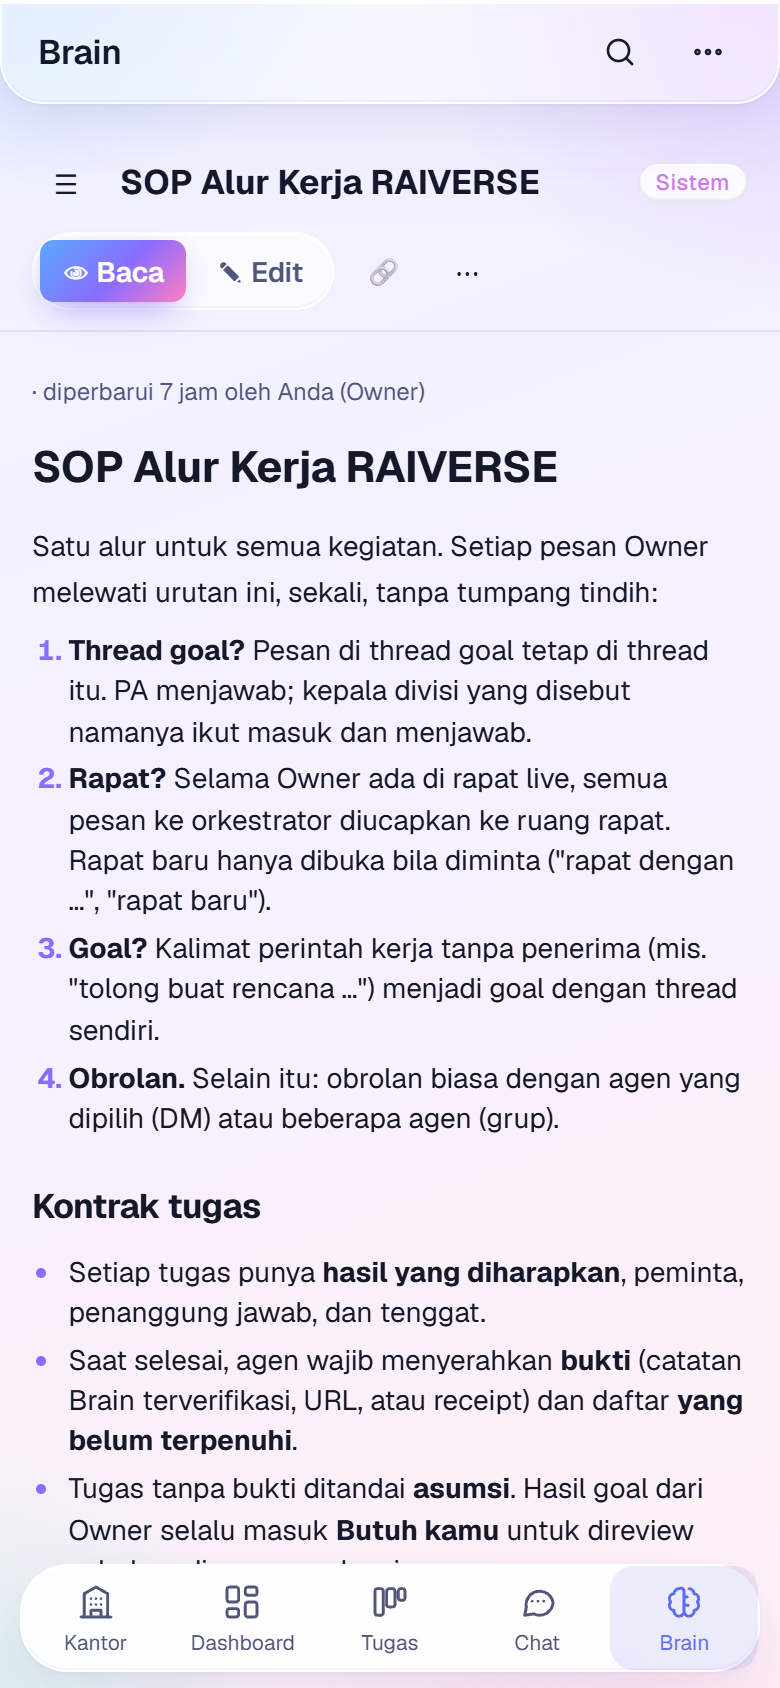 Brain
SOP Alur Kerja RAIVERSE
Sistem
Baca
Edit
· diperbarui 7 jam oleh Anda (Owner)
SOP Alur Kerja RAIVERSE
Satu alur untuk semua kegiatan. Setiap pesan Owner
melewati urutan ini, sekali, tanpa tumpang tindih:
1. Thread goal? Pesan di thread goal tetap di thread
itu. PA menjawab; kepala divisi yang disebut
namanya ikut masuk dan menjawab.
2. Rapat? Selama Owner ada di rapat live, semua
pesan ke orkestrator diucapkan ke ruang rapat.
Rapat baru hanya dibuka bila diminta ("rapat dengan
…", "rapat baru").
3. Goal? Kalimat perintah kerja tanpa penerima (mis.
"tolong buat rencana …") menjadi goal dengan thread
sendiri.
4. Obrolan. Selain itu: obrolan biasa dengan agen yang
dipilih (DM) atau beberapa agen (grup).
Kontrak tugas
• Setiap tugas punya hasil yang diharapkan, peminta,
penanggung jawab, dan tenggat.
• Saat selesai, agen wajib menyerahkan bukti (catatan
Brain terverifikasi, URL, atau receipt) dan daftar yang
belum terpenuhi.
• Tugas tanpa bukti ditandai asumsi. Hasil goal dari
Owner selalu masuk Butuh kamu untuk direview
Kantor
Dashboard
Tugas
Chat
Brain